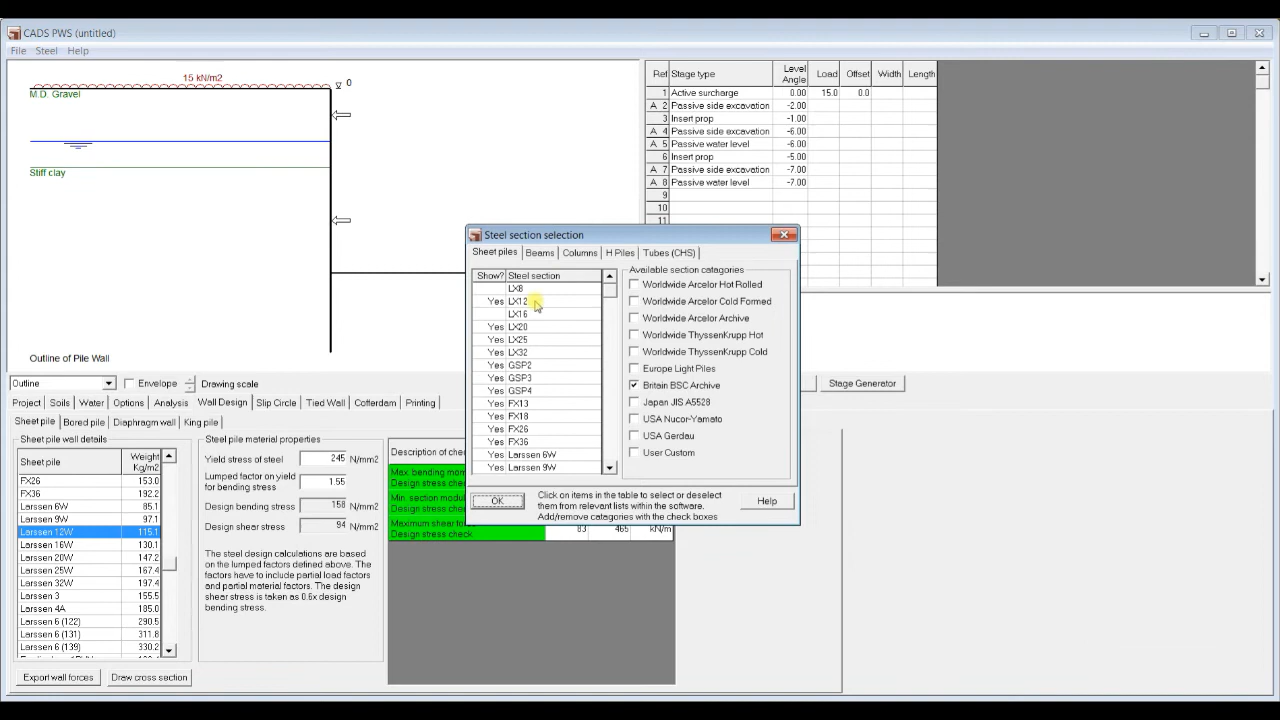 CADS PWS (untitled)
File Steel Help
15 kN/m2
0
M.D. Gravel
Stiff clay
Outline of Pile Wall
Ref Stage type Level Angle Load Offset Width Length
1 Active surcharge 0.00 15.0 0.0
A 2 Passive side excavation -2.00
3 Insert prop -1.00
A 4 Passive side excavation -6.00
A 5 Passive water level -6.00
6 Insert prop -5.00
A 7 Passive side excavation -7.00
A 8 Passive water level -7.00
9
10
11
Steel section selection
Sheet piles Beams Columns H Piles Tubes (CHS)
Show? Steel section
LX8
Yes LX12
LX16
Yes LX20
Yes LX25
Yes LX32
Yes GSP2
Yes GSP3
Yes GSP4
Yes FX13
Yes FX18
Yes FX26
Yes FX36
Yes Larssen 6W
Yes Larssen 9W
Available section catagories
Worldwide Arcelor Hot Rolled
Worldwide Arcelor Cold Formed
Worldwide Arcelor Archive
Worldwide ThyssenKrupp Hot
Worldwide ThyssenKrupp Cold
Europe Light Piles
Britain BSC Archive
Japan JIS A5528
USA Nucor-Yamato
USA Gerdau
User Custom
OK
Click on items in the table to select or deselect
them from relevant lists within the software.
Add/remove catagories with the check boxes
Help
Outline Envelope Drawing scale
Stage Generator
Project Soils Water Options Analysis Wall Design Slip Circle Tied Wall Cofferdam Printing
Sheet pile Bored pile Diaphragm wall King pile
Sheet pile wall details
Sheet pile Weight Kg/m2
FX26 153.0
FX36 192.2
Larssen 6W 85.1
Larssen 9W 97.1
Larssen 12W 115.1
Larssen 16W 130.1
Larssen 20W 147.2
Larssen 25W 167.4
Larssen 32W 197.4
Larssen 3 155.5
Larssen 4A 185.0
Larssen 6 (122) 290.5
Larssen 6 (131) 311.8
Larssen 6 (139) 330.2
Export wall forces Draw cross section
Steel pile material properties
Yield stress of steel 245 N/mm2
Lumped factor on yield
for bending stress 1.55
Design bending stress 158 N/mm2
Design shear stress 94 N/mm2
The steel design calculations are based
on the lumped factors defined above. The
factors have to include partial load factors
and partial material factors. The design
shear stress is taken as 0.6x design
bending stress.
Description of chec
Max. bending mom
Design stress check
Min. section modul
Design stress check
Maximum shear for
Design stress check 83 465 kN/m